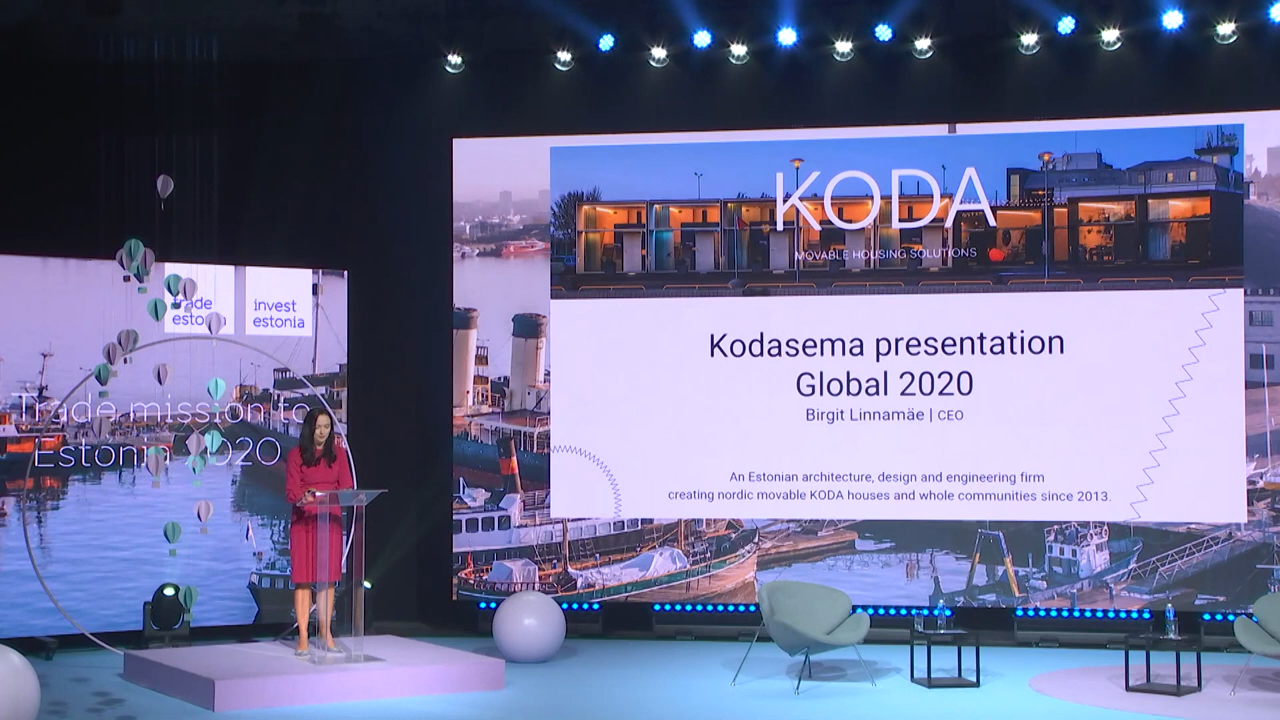 trade
estonia
invest
estonia
Trade mission to
Estonia 2020
KODA
MOVABLE HOUSING SOLUTIONS
Kodasema presentation
Global 2020
Birgit Linnamäe | CEO
An Estonian architecture, design and engineering firm
creating nordic movable KODA houses and whole communities since 2013.